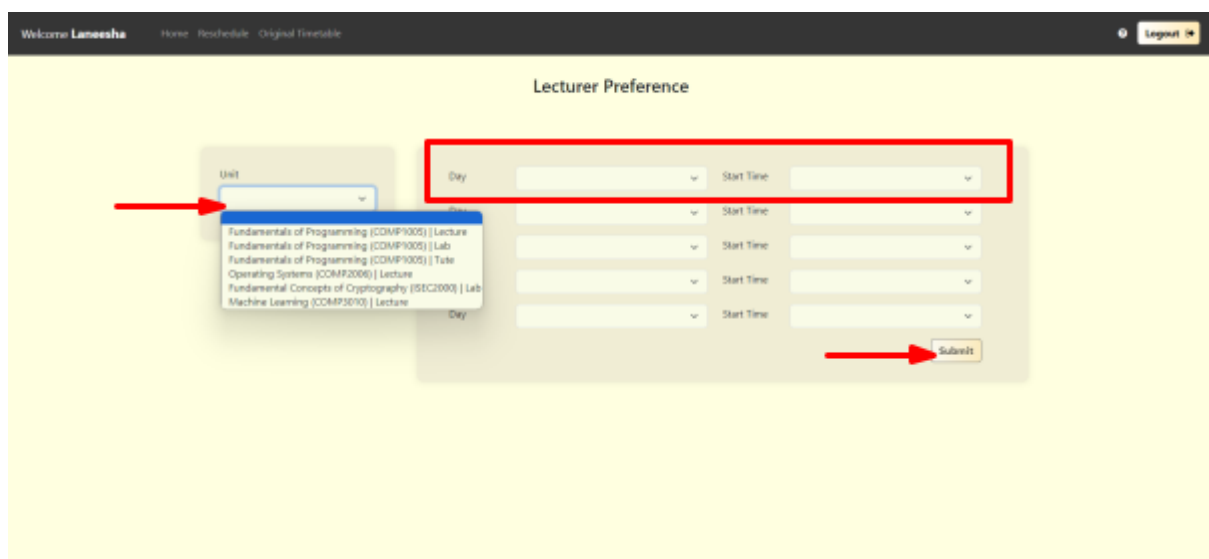 Welcome Laneesha Home Reschedule Original Timetable Logout
Lecturer Preference
Unit
Fundamentals of Programming (COMP1005) | Lecture
Fundamentals of Programming (COMP1005) | Lab
Fundamentals of Programming (COMP1005) | Tute
Operating Systems (COMP2006) | Lecture
Fundamental Concepts of Cryptography (ISEC2000) | Lab
Machine Learning (COMP3010) | Lecture
Day Start Time
Day Start Time
Start Time
Start Time
Day Start Time
Submit